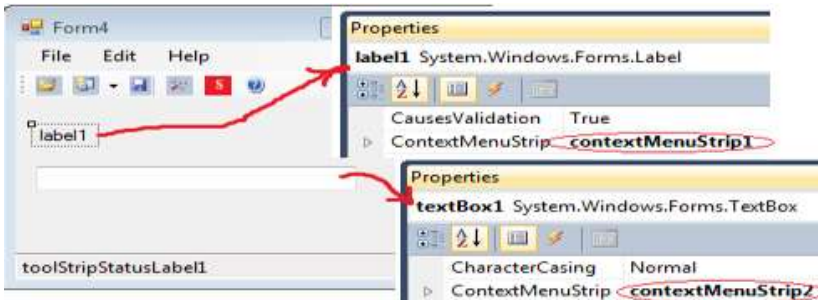 Form4
File Edit Help
S
label1
toolStripStatusLabel1
Properties
label1 System.Windows.Forms.Label
CausesValidation True
ContextMenuStrip contextMenuStrip1
Properties
textBox1 System.Windows.Forms.TextBox
CharacterCasing Normal
ContextMenuStrip contextMenuStrip2